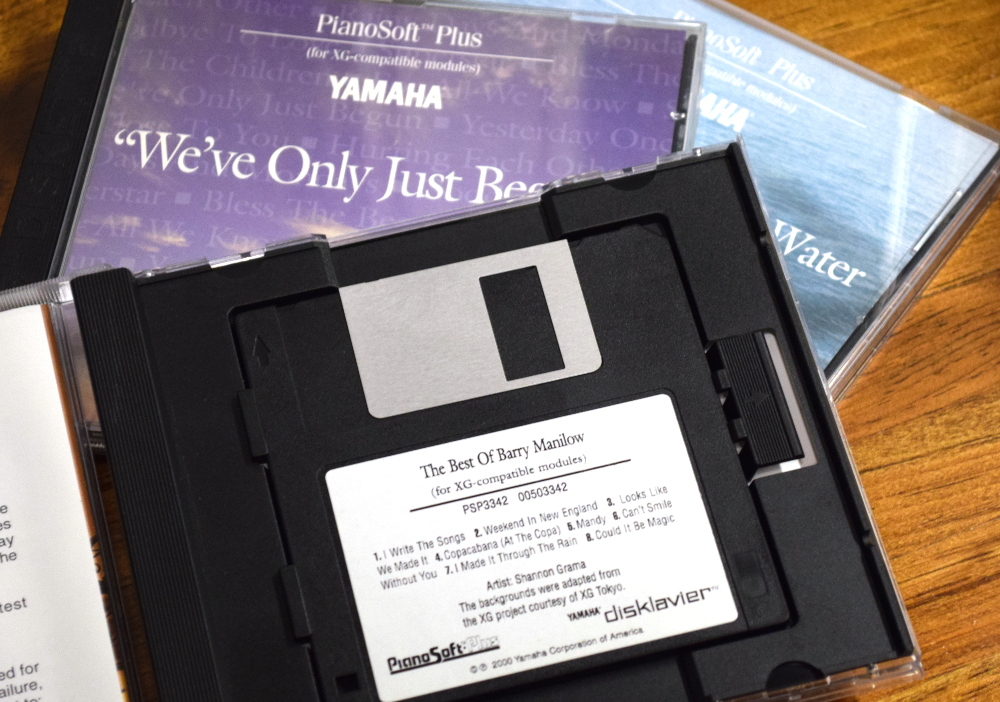 PianoSoft™ Plus
(for XG-compatible modules)
YAMAHA
"We've Only Just
The Children
We Know
Bless The
Only Just Begun ■ Yesterday Once
To You ■ Hurting Each
■ Bless The
All We
Plus
Water
The Best Of Barry Manilow
(for XG-compatible modules)
PSP3342 00503342
1. I Write The Songs 2. Weekend In New England 3. Looks Like
We Made It 4. Copacabana (At The Copa) 5. Mandy 6. Can't Smile
Without You 7. I Made It Through The Rain 8. Could It Be Magic
Artist: Shannon Grama
The backgrounds were adapted from
the XG project courtesy of XG Tokyo.
PianoSoft·Plus
YAMAHA disklavier™
© ℗ 2000 Yamaha Corporation of America